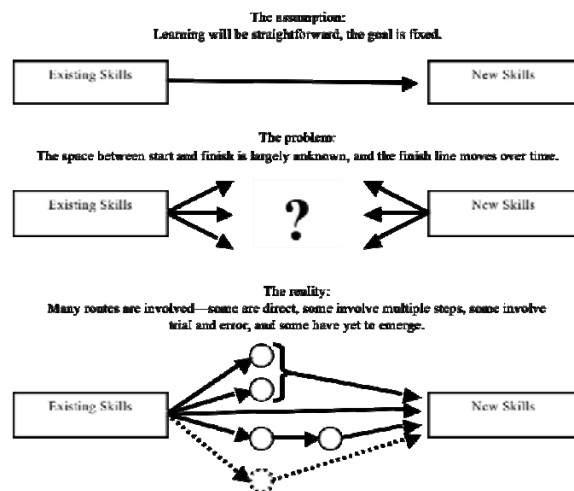 The assumption:
Learning will be straightforward, the goal is fixed.
Existing Skills
New Skills
The problem:
The space between start and finish is largely unknown, and the finish line moves over time.
Existing Skills
?
New Skills
The reality:
Many routes are involved—some are direct, some involve multiple steps, some involve
trial and error, and some have yet to emerge.
Existing Skills
New Skills